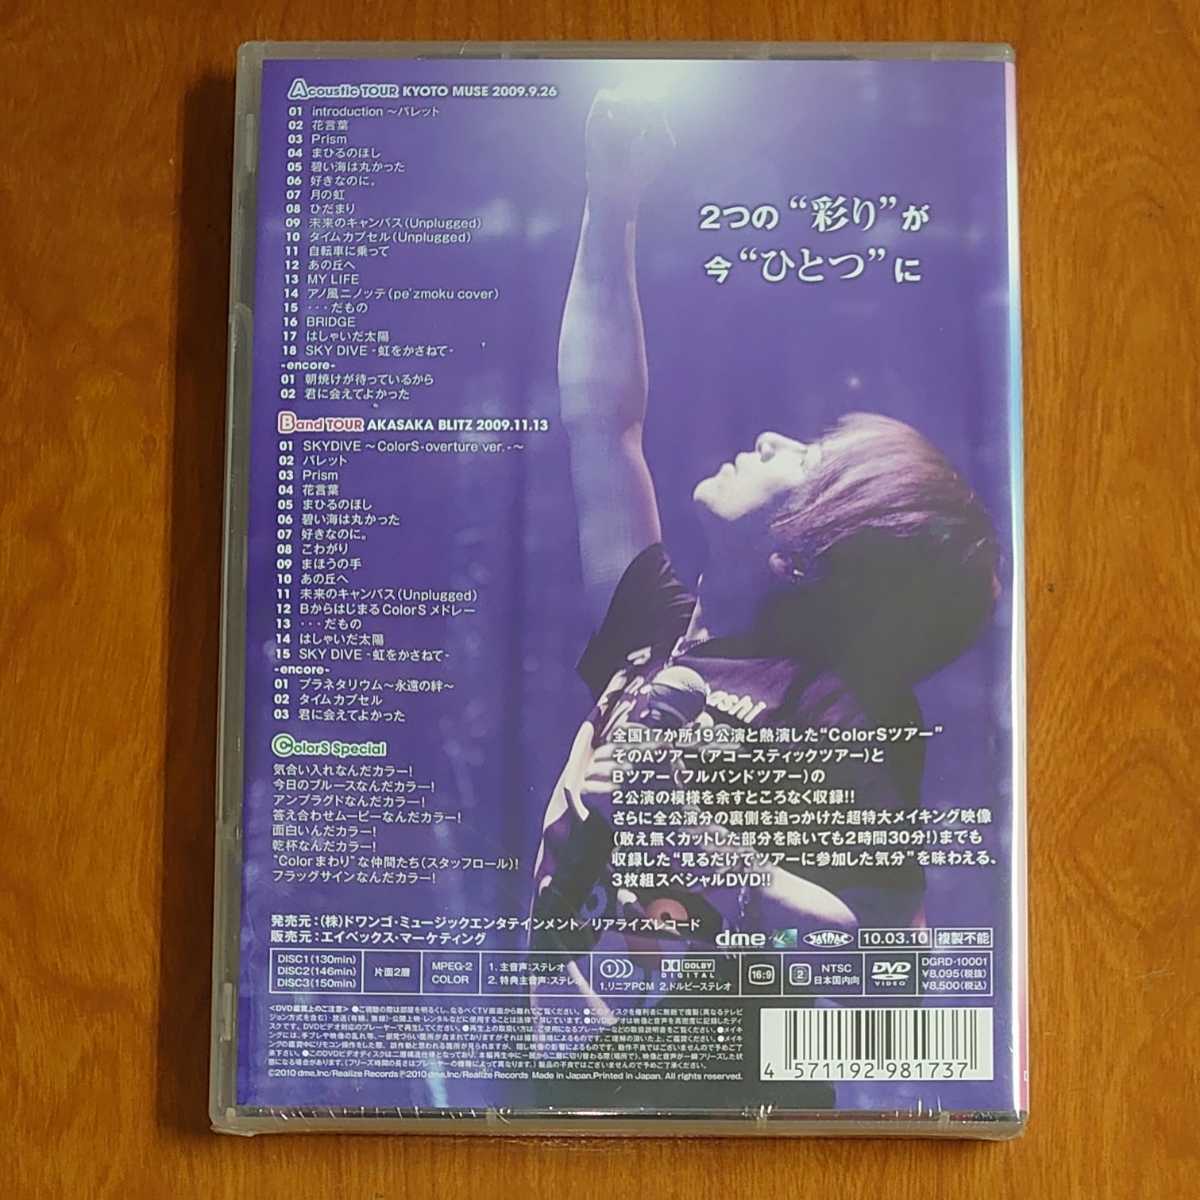 Acoustic TOUR KYOTO MUSE 2009.9.26
01 introduction ～パレット
02 花言葉
03 Prism
04 まひるのほし
05 碧い海は丸かった
06 好きなのに。
07 月の虹
08 ひだまり
09 未来のキャンバス(Unplugged)
10 タイムカプセル(Unplugged)
11 自転車に乗って
12 あの丘へ
13 MY LIFE
14 アノ風ニノッテ(pe'zmoku cover)
15 ･･･だもの
16 BRIDGE
17 はしゃいだ太陽
18 SKY DIVE -虹をかさねて-
-encore-
01 朝焼けが待っているから
02 君に会えてよかった
Band TOUR AKASAKA BLITZ 2009.11.13
01 SKYDIVE ～ColorS-overture ver.-～
02 パレット
03 Prism
04 花言葉
05 まひるのほし
06 碧い海は丸かった
07 好きなのに。
08 こわがり
09 まほうの手
10 あの丘へ
11 未来のキャンバス(Unplugged)
12 BからはじまるColorS メドレー
13 ･･･だもの
14 はしゃいだ太陽
15 SKY DIVE -虹をかさねて-
-encore-
01 プラネタリウム～永遠の絆～
02 タイムカプセル
03 君に会えてよかった
ColorS Special
気合い入れなんだカラー!
今日のブルースなんだカラー!
アンプラグドなんだカラー!
答え合わせムービーなんだカラー!
面白いんだカラー!
乾杯なんだカラー!
"Colorまわり"な仲間たち(スタッフロール)!
フラッグサインなんだカラー!
2つの“彩り”が
今“ひとつ”に
全国17か所19公演と熱演した“ColorSツアー”
そのAツアー(アコースティックツアー)と
Bツアー(フルバンドツアー)の
2公演の模様を余すところなく収録!!
さらに全公演分の裏側を追っかけた超特大メイキング映像
(敢え無くカットした部分を除いても2時間30分!)までも
収録した“見るだけでツアーに参加した気分”を味わえる、
3枚組スペシャルDVD!!
発売元:(株)ドワンゴ・ミュージックエンタテインメント／リアライズレコード
販売元:エイベックス・マーケティング
dme JASRAC 10.03.10 複製不能
DISC1(130min)
DISC2(146min)
DISC3(150min)
片面2層
MPEG-2
COLOR
1. 主音声:ステレオ
2. 特典主音声:ステレオ
1.リニアPCM
DOLBY
DIGITAL
2.ドルビーステレオ
16:9
2
NTSC
日本国内向
DVD
VIDEO
DGRD-10001
¥8,095(税抜)
¥8,500(税込)
<DVD鑑賞上のご注意>
©2010 dme,Inc/Realize Records ℗2010 dme,Inc/Realize Records Made in Japan.Printed in Japan. All rights reserved.
4 571192 981737